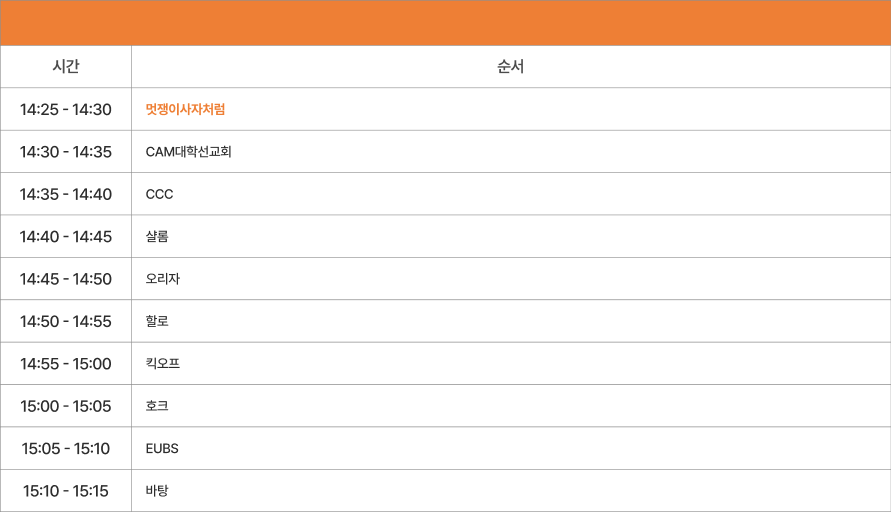 시간 순서
14:25 - 14:30 멋쟁이사자처럼
14:30 - 14:35 CAM대학선교회
14:35 - 14:40 CCC
14:40 - 14:45 샬롬
14:45 - 14:50 오리자
14:50 - 14:55 할로
14:55 - 15:00 킥오프
15:00 - 15:05 호크
15:05 - 15:10 EUBS
15:10 - 15:15 바탕